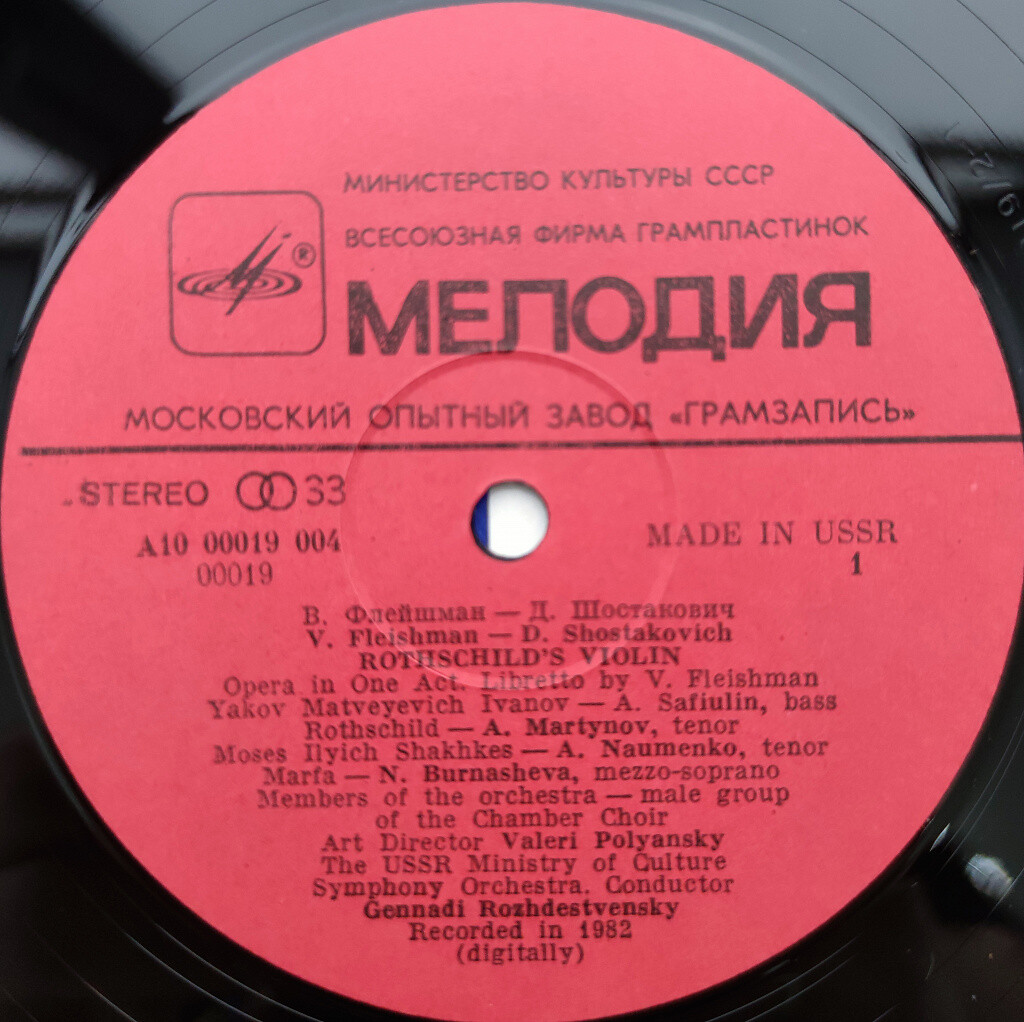 МИНИСТЕРСТВО КУЛЬТУРЫ СССР
ВСЕСОЮЗНАЯ ФИРМА ГРАМПЛАСТИНОК
®
МЕЛОДИЯ
МОСКОВСКИЙ ОПЫТНЫЙ ЗАВОД «ГРАМЗАПИСЬ»
STEREO 33
A10 00019 004
00019
MADE IN USSR
1
В. Флейшман — Д. Шостакович
V. Fleishman — D. Shostakovich
ROTHSCHILD'S VIOLIN
Opera in One Act. Libretto by V. Fleishman
Yakov Matveyevich Ivanov — A. Safiulin, bass
Rothschild — A. Martynov, tenor
Moses Ilyich Shakhkes — A. Naumenko, tenor
Marfa — N. Burnasheva, mezzo-soprano
Members of the orchestra — male group
of the Chamber Choir
Art Director Valeri Polyansky
The USSR Ministry of Culture
Symphony Orchestra. Conductor
Gennadi Rozhdestvensky
Recorded in 1982
(digitally)